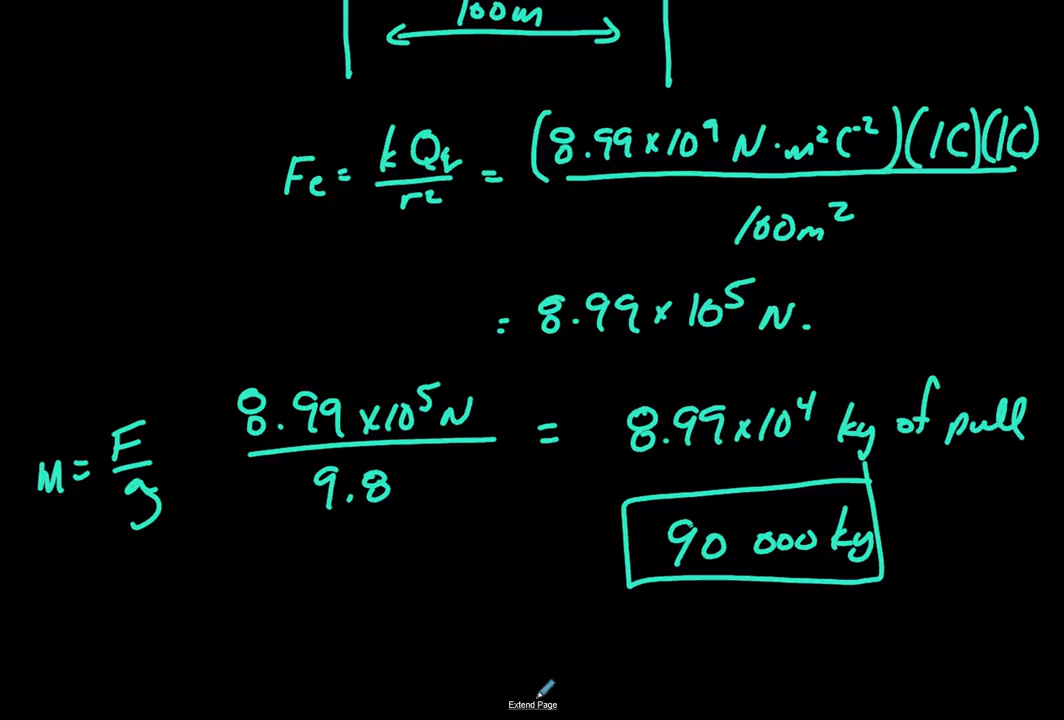 100m
Fe = kQq/r² = (8.99 × 10⁹ N·m²C⁻²)(1C)(1C)/100m²
= 8.99 × 10⁵ N.
M = F/g 8.99 × 10⁵ N/9.8 = 8.99 × 10⁴ kg of pull
90 000 kg
Extend Page